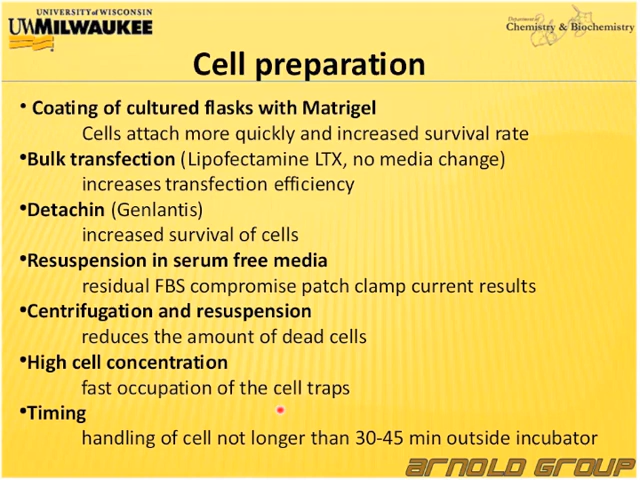 UNIVERSITY of WISCONSIN
UWMILWAUKEE
Department of
Chemistry & Biochemistry
Cell preparation
• Coating of cultured flasks with Matrigel
Cells attach more quickly and increased survival rate
•Bulk transfection (Lipofectamine LTX, no media change)
increases transfection efficiency
•Detachin (Genlantis)
increased survival of cells
•Resuspension in serum free media
residual FBS compromise patch clamp current results
•Centrifugation and resuspension
reduces the amount of dead cells
•High cell concentration
fast occupation of the cell traps
•Timing
handling of cell not longer than 30-45 min outside incubator
ARNOLD GROUP